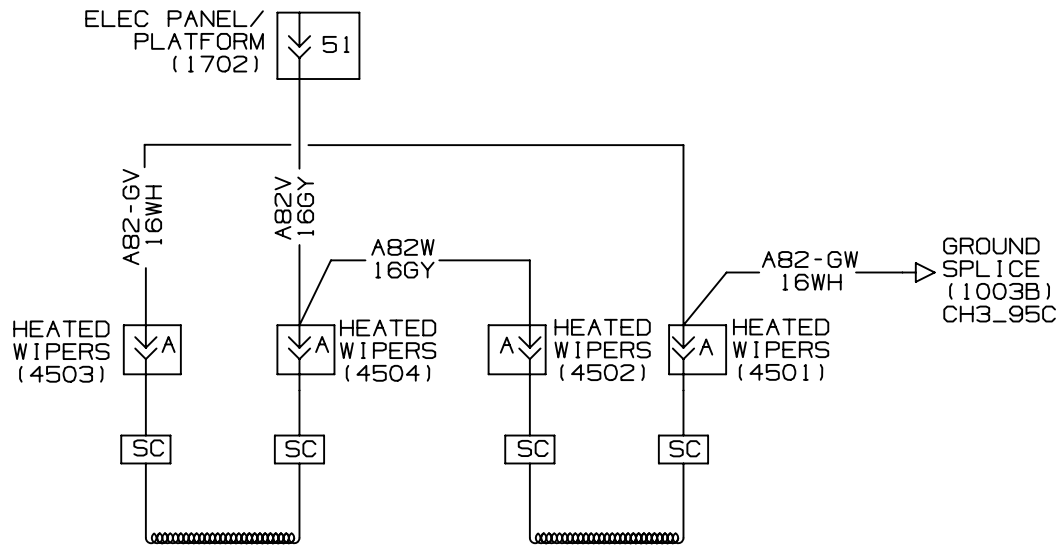 ELEC PANEL/
PLATFORM
(1702)
51
A82-GV
16WH
A82V
16GY
A82W
16GY
A82-GW
16WH
GROUND
SPLICE
(1003B)
CH3_95C
HEATED
WIPERS
(4503)
A
A
HEATED
WIPERS
(4504)
A
HEATED
WIPERS
(4502)
A
HEATED
WIPERS
(4501)
SC
SC
SC
SC